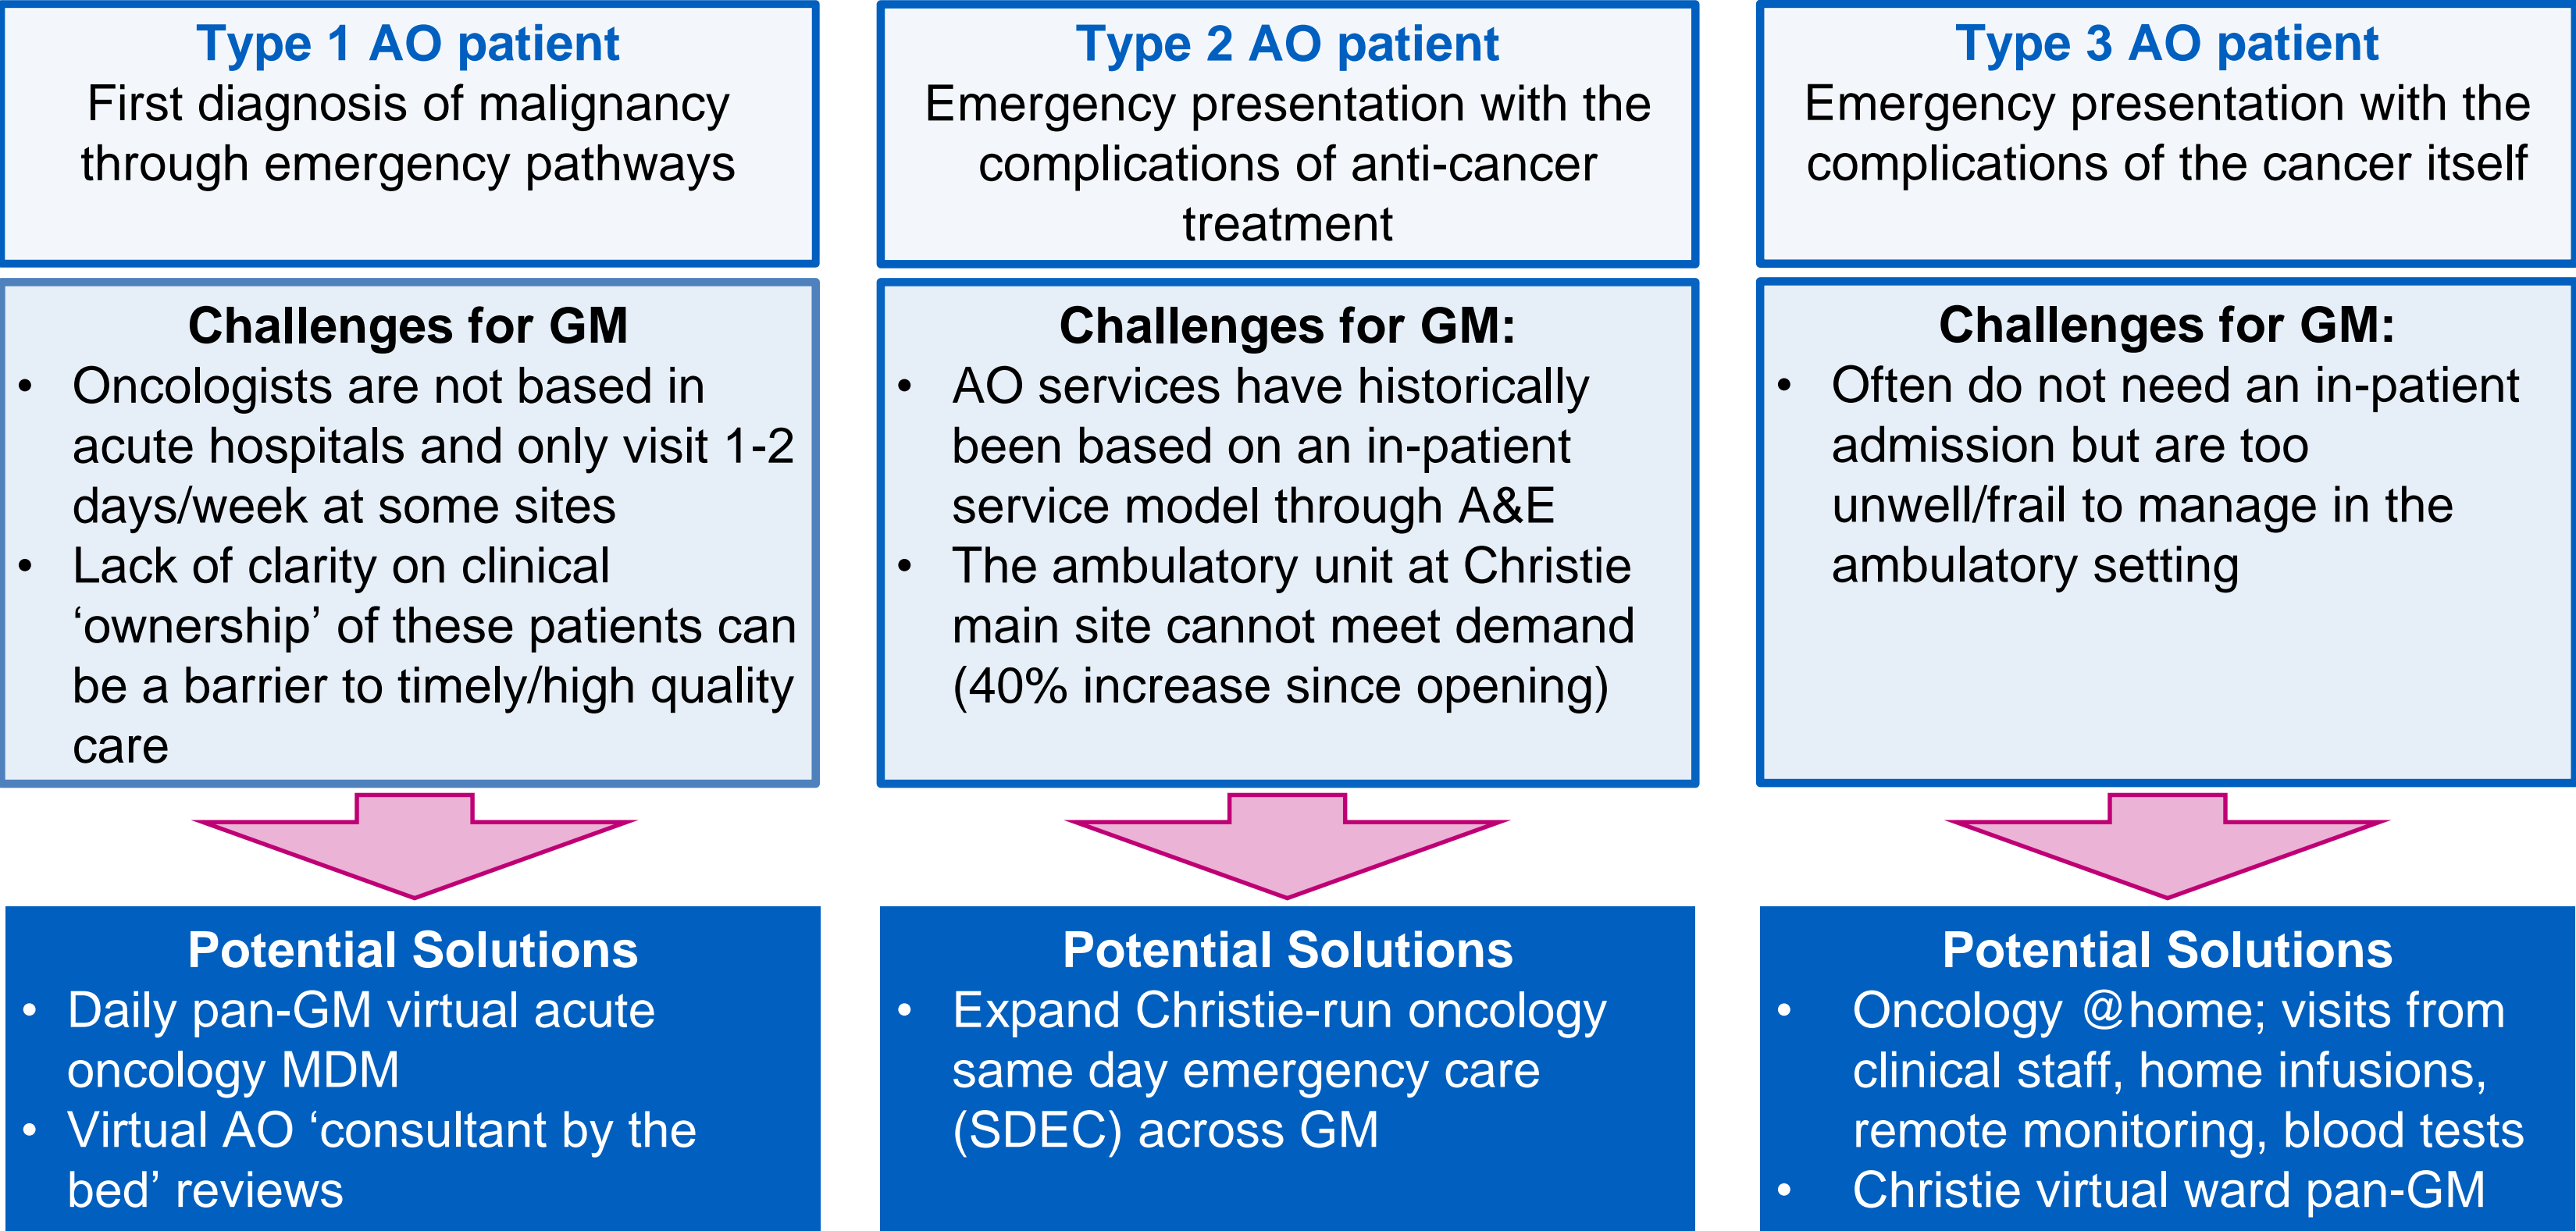 Type 1 AO patient
First diagnosis of malignancy
through emergency pathways
Challenges for GM
• Oncologists are not based in
acute hospitals and only visit 1-2
days/week at some sites
• Lack of clarity on clinical
‘ownership’ of these patients can
be a barrier to timely/high quality
care
Potential Solutions
• Daily pan-GM virtual acute
oncology MDM
• Virtual AO ‘consultant by the
bed’ reviews
Type 2 AO patient
Emergency presentation with the
complications of anti-cancer
treatment
Challenges for GM:
• AO services have historically
been based on an in-patient
service model through A&E
• The ambulatory unit at Christie
main site cannot meet demand
(40% increase since opening)
Potential Solutions
• Expand Christie-run oncology
same day emergency care
(SDEC) across GM
Type 3 AO patient
Emergency presentation with the
complications of the cancer itself
Challenges for GM:
• Often do not need an in-patient
admission but are too
unwell/frail to manage in the
ambulatory setting
Potential Solutions
• Oncology @home; visits from
clinical staff, home infusions,
remote monitoring, blood tests
• Christie virtual ward pan-GM